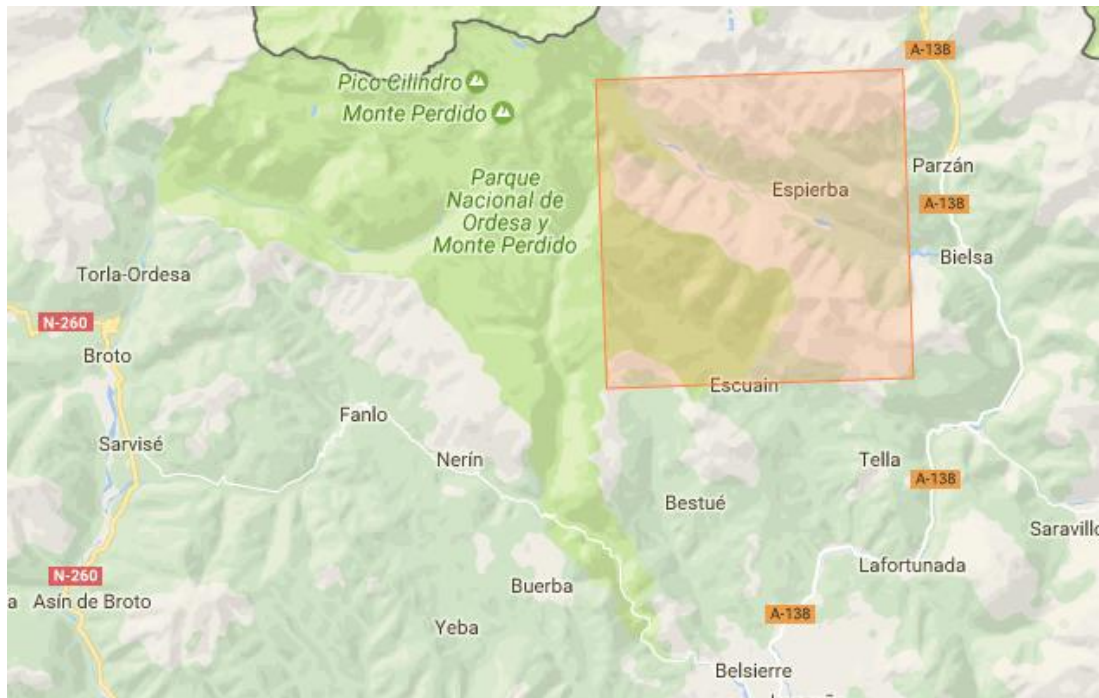 A-138
Pico Cilindro
Monte Perdido
Parque
Nacional de
Ordesa y
Monte Perdido
Parzán
Espierba
A-138
Bielsa
Torla-Ordesa
N-260
Broto
Escuain
Fanlo
Sarvisé
Nerín
Tella
A-138
Bestué
Saravillo
Lafortunada
N-260
Buerba
a
Asín de Broto
A-138
Yeba
Belsierre